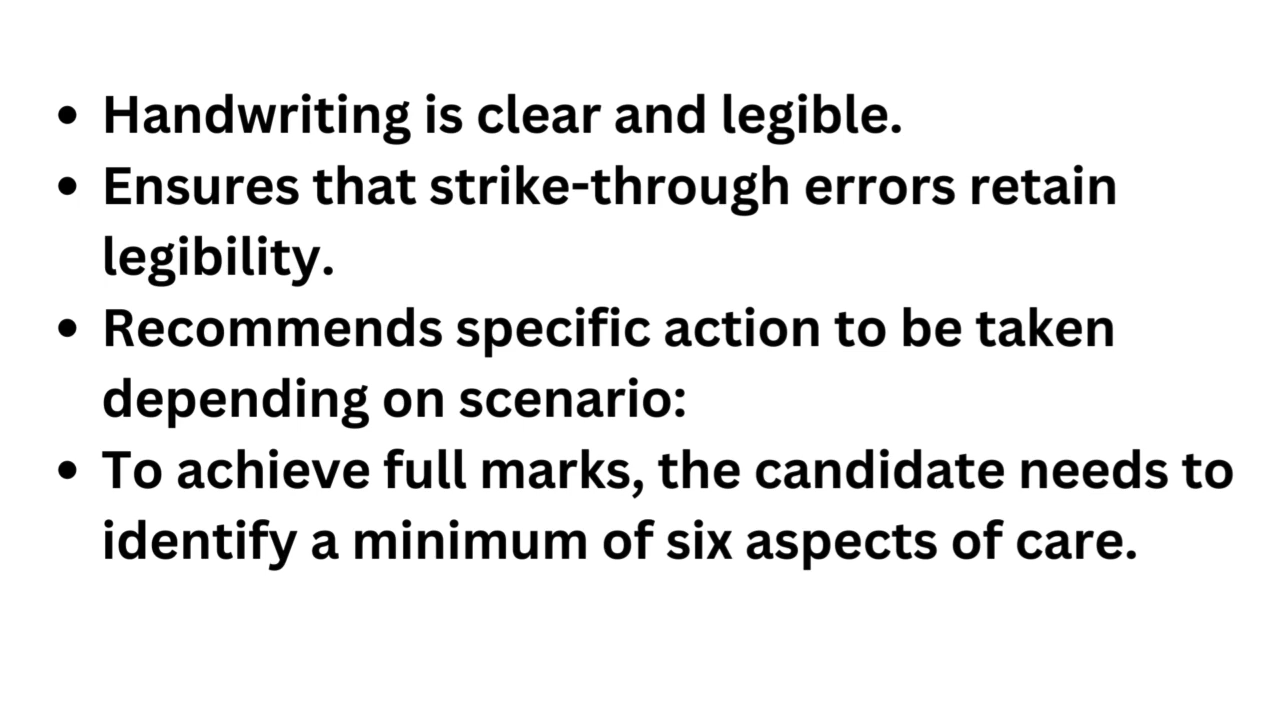 • Handwriting is clear and legible.
• Ensures that strike-through errors retain
legibility.
• Recommends specific action to be taken
depending on scenario:
• To achieve full marks, the candidate needs to
identify a minimum of six aspects of care.